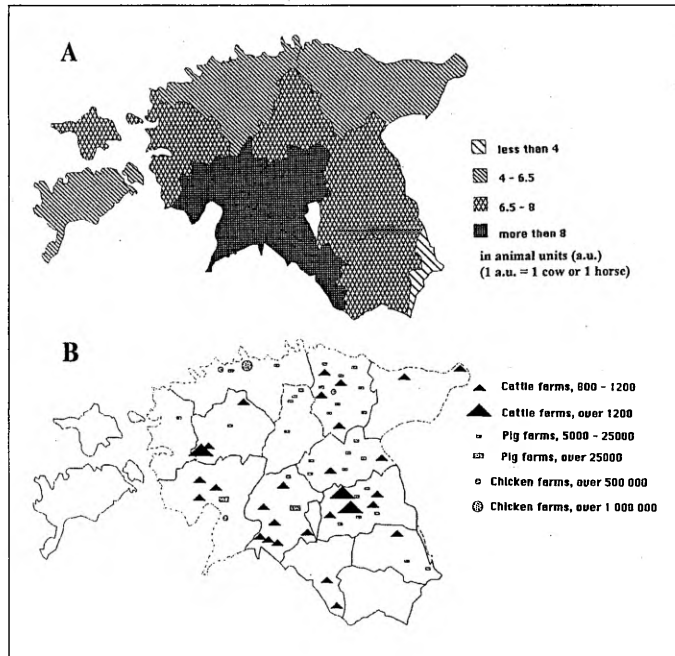 A
less than 4
4 - 6.5
6.5 - 8
more than 8
in animal units (a.u.)
(1 a.u. = 1 cow or 1 horse)
B
Cattle farms, 800 - 1200
Cattle farms, over 1200
Pig farms, 5000 - 25000
Pig farms, over 25000
Chicken farms, over 500 000
Chicken farms, over 1 000 000